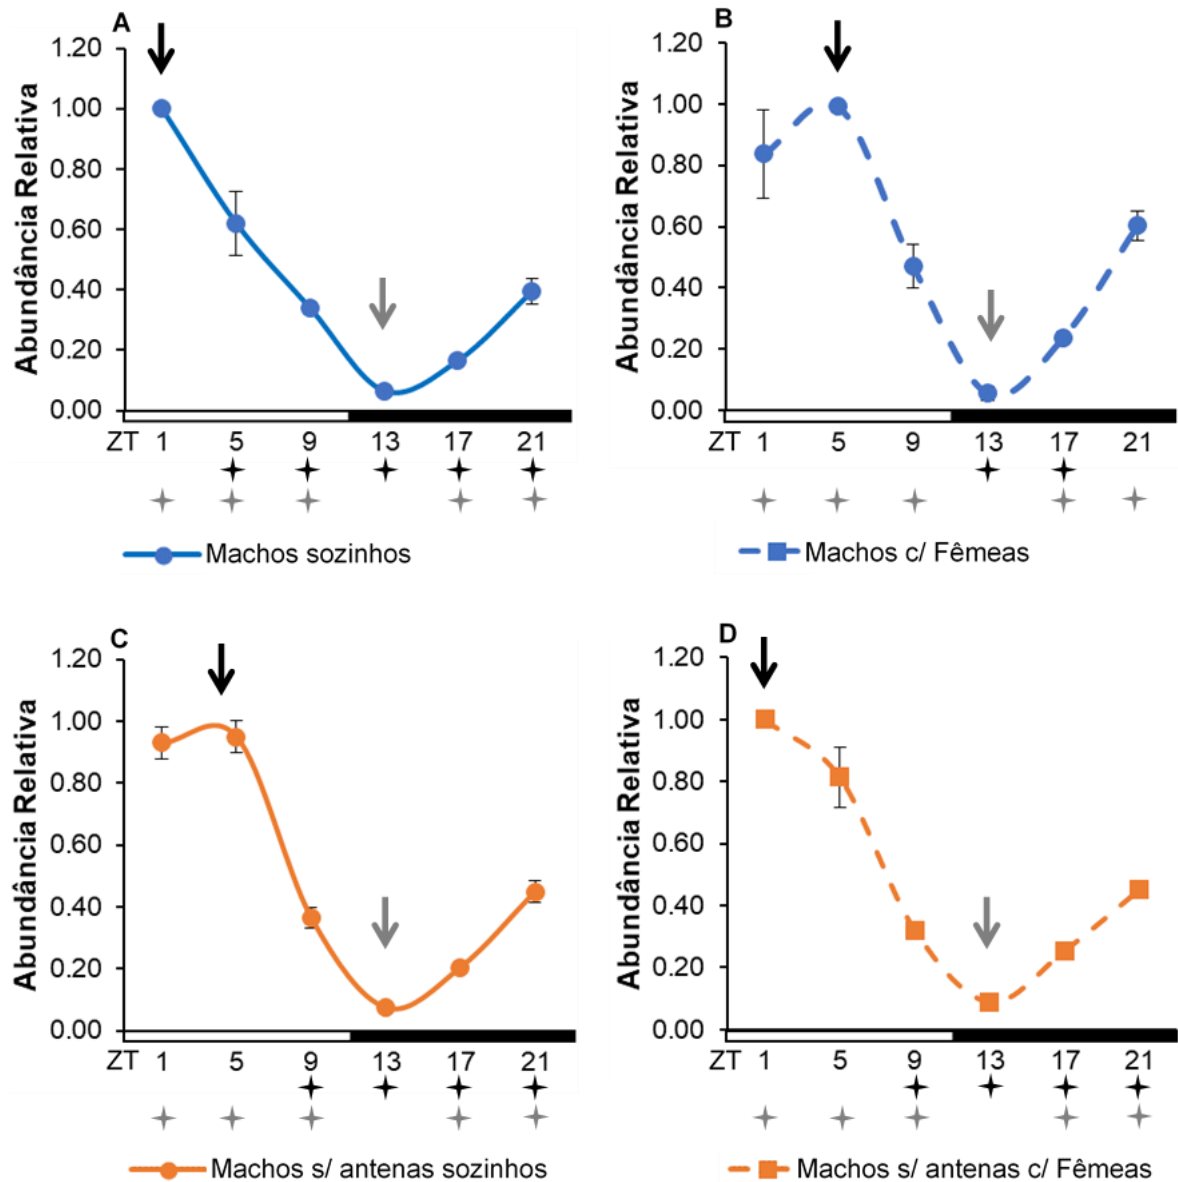 A
Abundância Relativa
1.20
1.00
0.80
0.60
0.40
0.20
0.00
ZT 1 5 9 13 17 21
Machos sozinhos
B
Abundância Relativa
1.20
1.00
0.80
0.60
0.40
0.20
0.00
ZT 1 5 9 13 17 21
Machos c/ Fêmeas
C
Abundância Relativa
1.20
1.00
0.80
0.60
0.40
0.20
0.00
ZT 1 5 9 13 17 21
Machos s/ antenas sozinhos
D
Abundância Relativa
1.20
1.00
0.80
0.60
0.40
0.20
0.00
ZT 1 5 9 13 17 21
Machos s/ antenas c/ Fêmeas